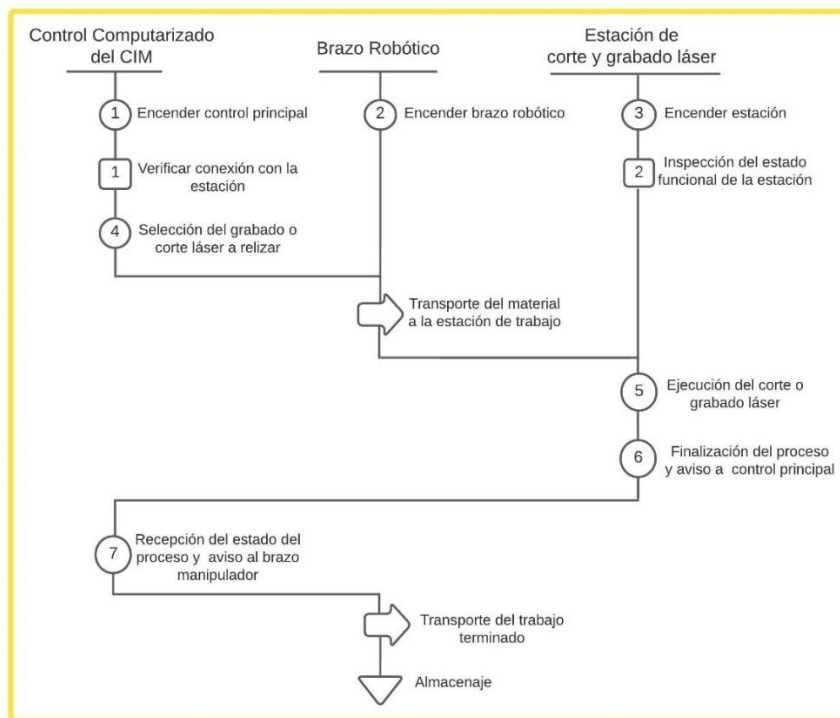 Control Computarizado
del CIM
Brazo Robótico
Estación de
corte y grabado láser
1
Encender control principal
2
Encender brazo robótico
3
Encender estación
1
Verificar conexión con la
estación
2
Inspección del estado
funcional de la estación
4
Selección del grabado o
corte láser a relizar
Transporte del material
a la estación de trabajo
5
Ejecución del corte o
grabado láser
6
Finalización del proceso
y aviso a control principal
7
Recepción del estado del
proceso y aviso al brazo
manipulador
Transporte del trabajo
terminado
Almacenaje